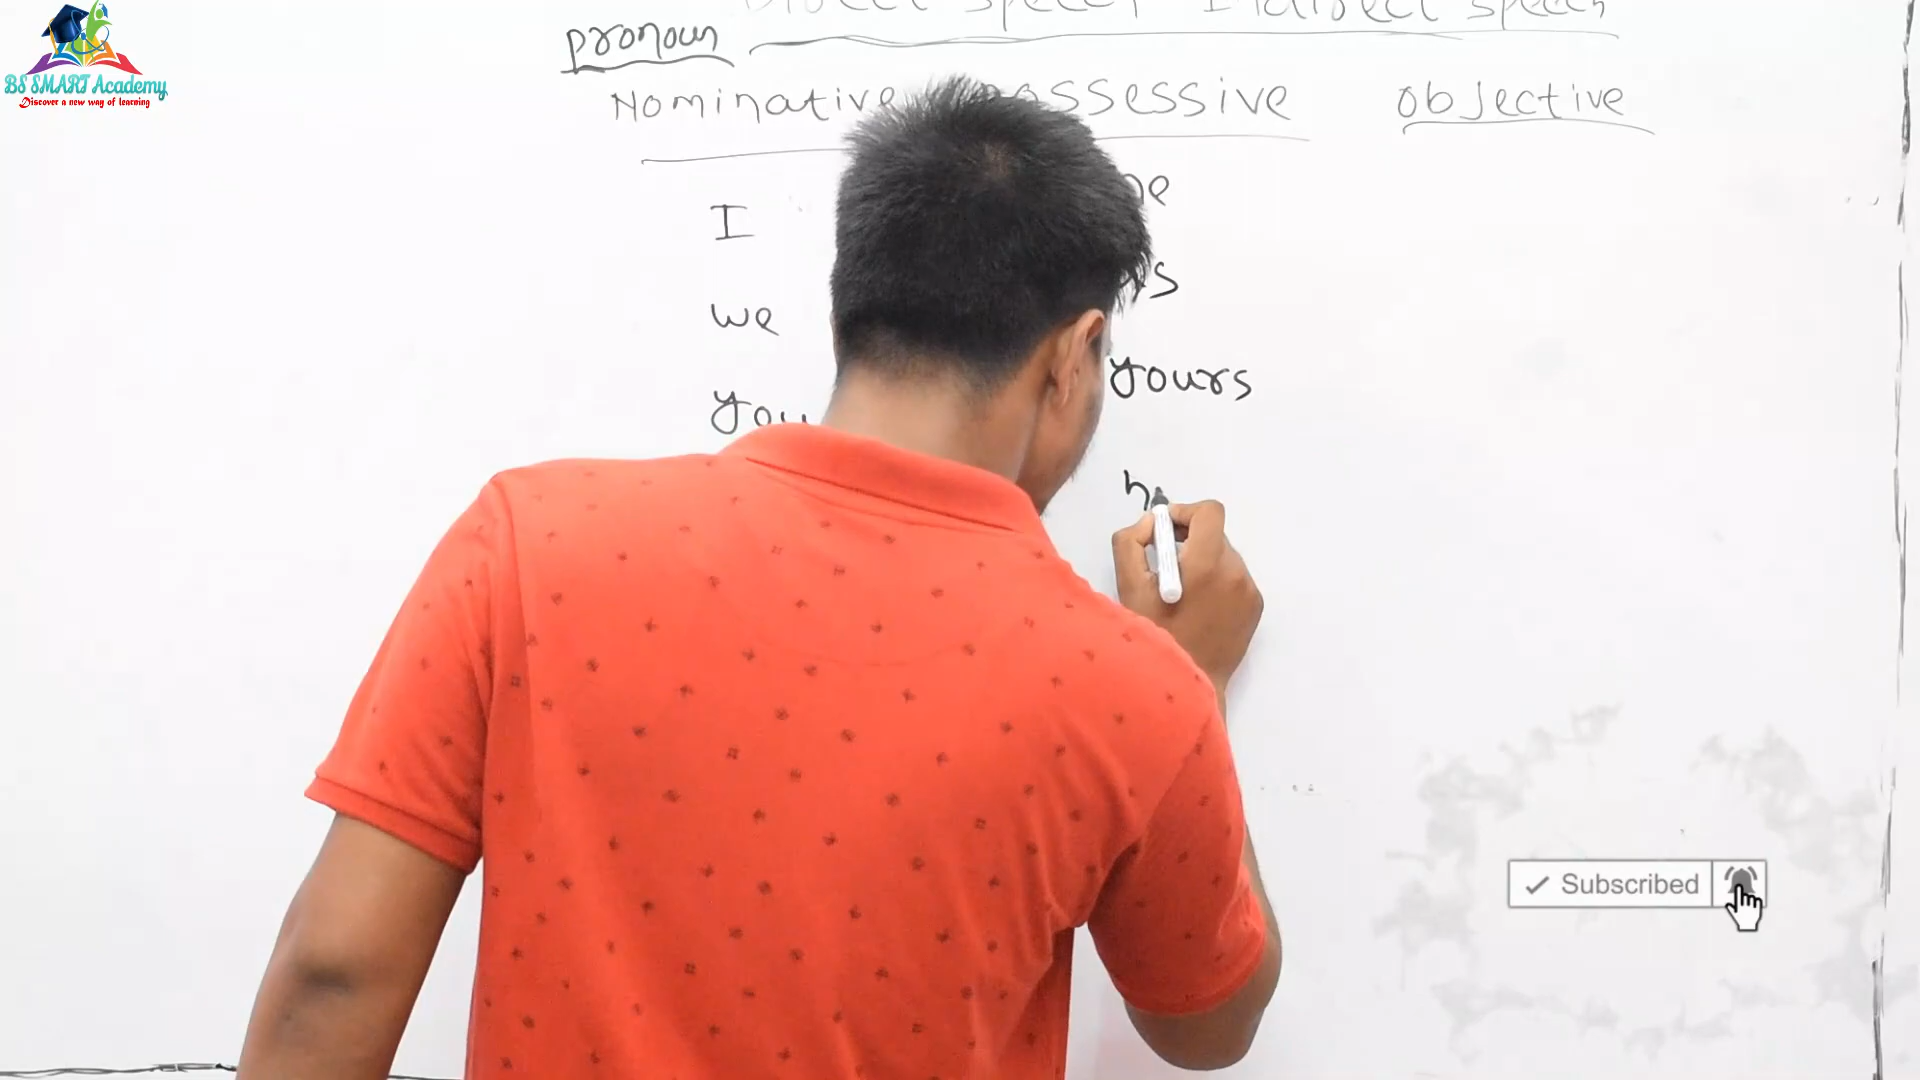 BS SMART Academy
Discover a new way of learning
Direct speech Indirect speech
pronoun
Nominative possessive objective
I
we
you yours
Subscribed